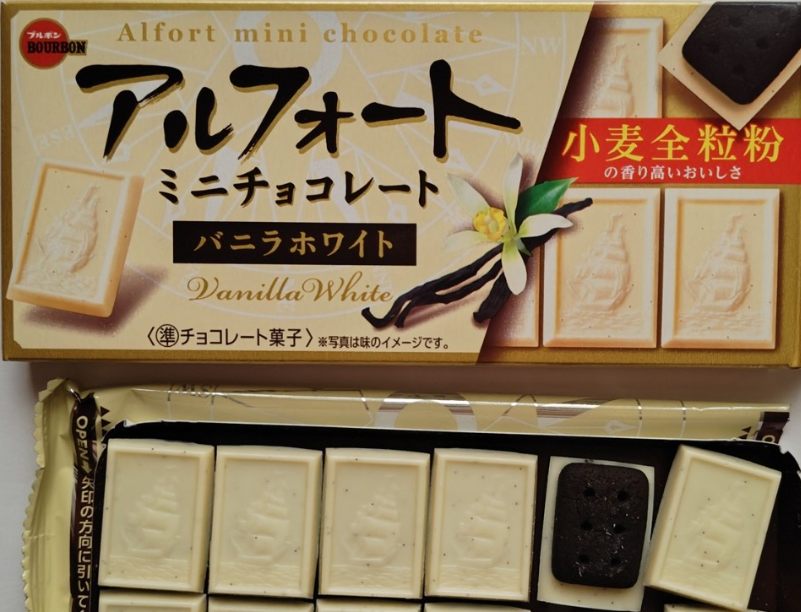 ブルボン
BOURBON
Alfort mini chocolate
アルフォート
ミニチョコレート
バニラホワイト
Vanilla White
〈準チョコレート菓子〉※写真は味のイメージです。
小麦全粒粉
の香り高いおいしさ
NW
OPEN
矢印の方向に引いて